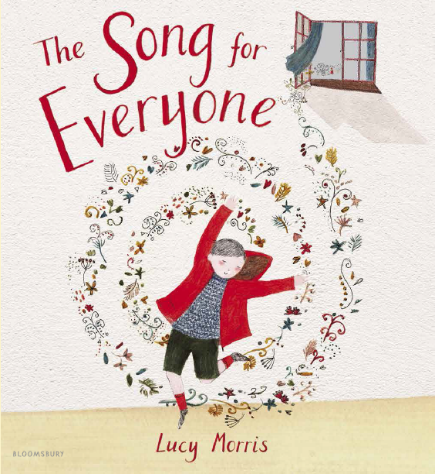 The Song for
Everyone
Lucy Morris
BLOOMSBURY